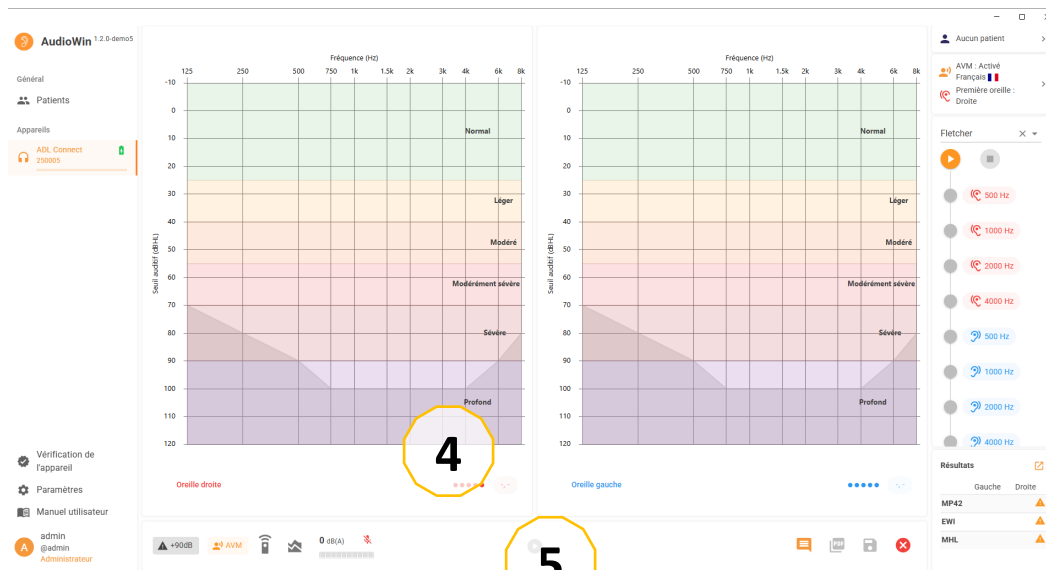 AudioWin 1.2.0-demo5
Général
Patients
Appareils
ADL Connect
250005
Vérification de
l'appareil
Paramètres
Manuel utilisateur
A
admin
@admin
Administrateur
Fréquence (Hz)
125 250 500 750 1k 1.5k 2k 3k 4k 6k 8k
Seuil auditif (dBHL)
-10
0
10
20
30
40
50
60
70
80
90
100
110
120
Normal
Léger
Modéré
Modérément sévère
Sévère
Profond
Oreille droite
-.-
4
Fréquence (Hz)
125 250 500 750 1k 1.5k 2k 3k 4k 6k 8k
Seuil auditif (dBHL)
-10
0
10
20
30
40
50
60
70
80
90
100
110
120
Normal
Léger
Modéré
Modérément sévère
Sévère
Profond
Oreille gauche
-.-
+90dB
AVM
0 dB(A)
5
PDF
Aucun patient
AVM : Activé
Français
Première oreille :
Droite
Fletcher
500 Hz
1000 Hz
2000 Hz
4000 Hz
500 Hz
1000 Hz
2000 Hz
4000 Hz
Résultats
Gauche Droite
MP42
EWI
MHL